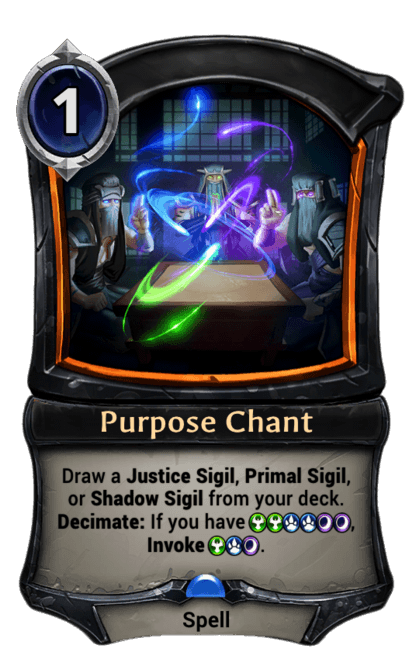 1
Purpose Chant
Draw a Justice Sigil, Primal Sigil,
or Shadow Sigil from your deck.
Decimate: If you have ,
Invoke .
Spell